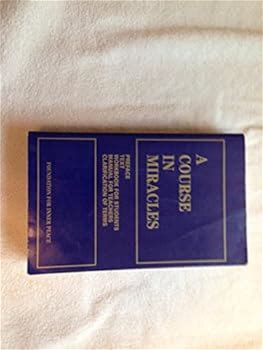 A
COURSE
IN
MIRACLES
PREFACE
TEXT
WORKBOOK FOR STUDENTS
MANUAL FOR TEACHERS
CLARIFICATION OF TERMS
FOUNDATION FOR INNER PEACE